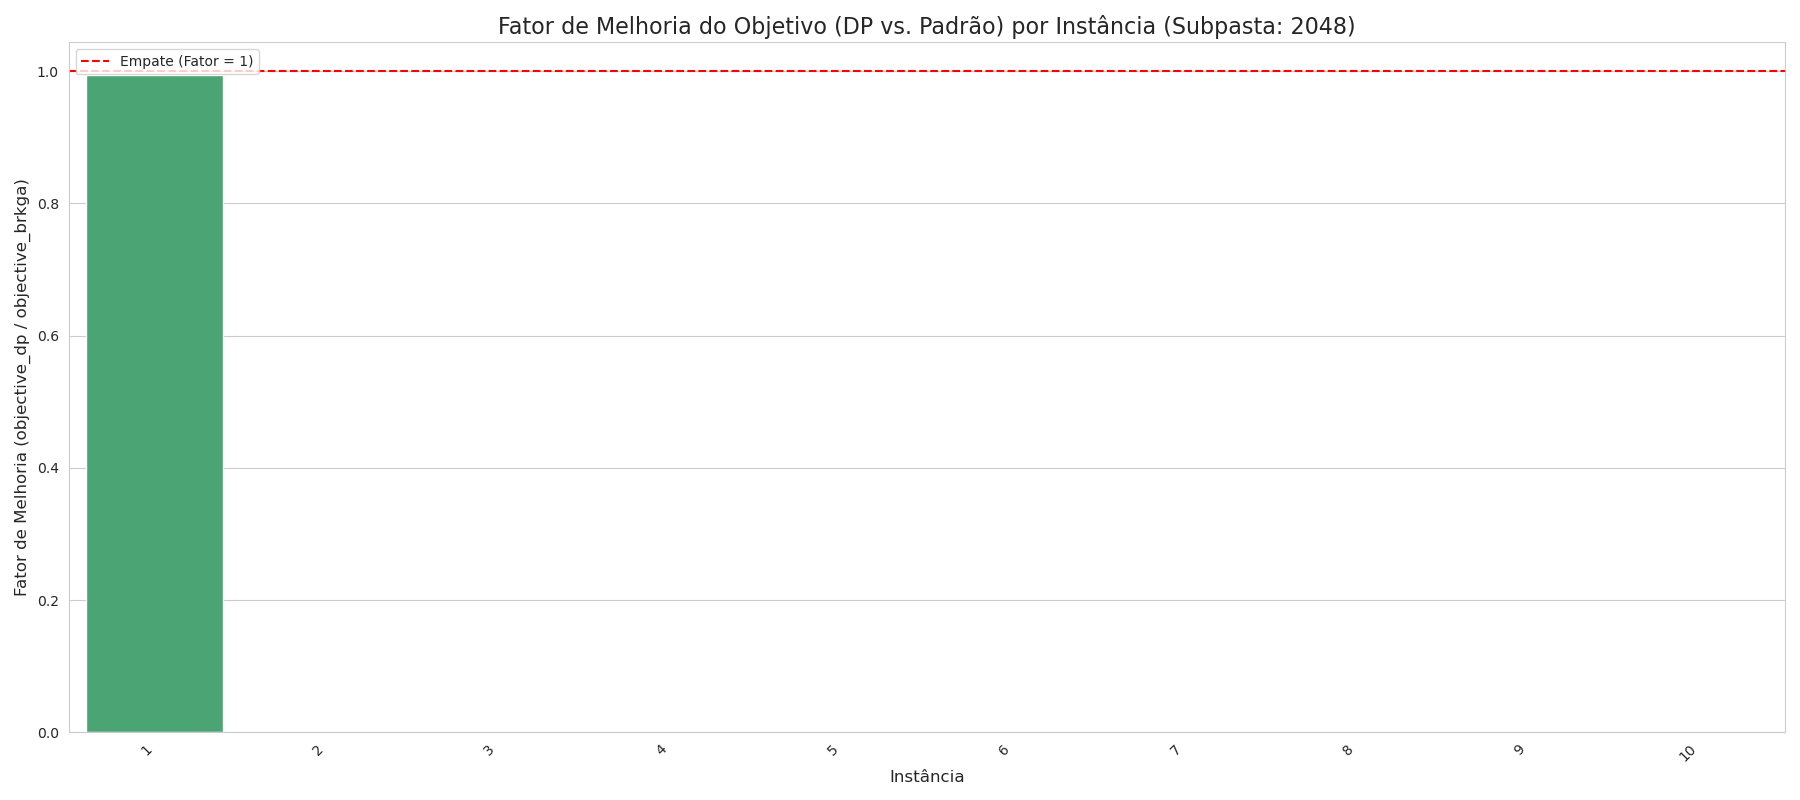 Fator de Melhoria do Objetivo (DP vs. Padrão) por Instância (Subpasta: 2048)
Empate (Fator = 1)
Fator de Melhoria (objective_dp / objective_brkga)
1.0
0.8
0.6
0.4
0.2
0.0
1 2 3 4 5 6 7 8 9 10
Instância